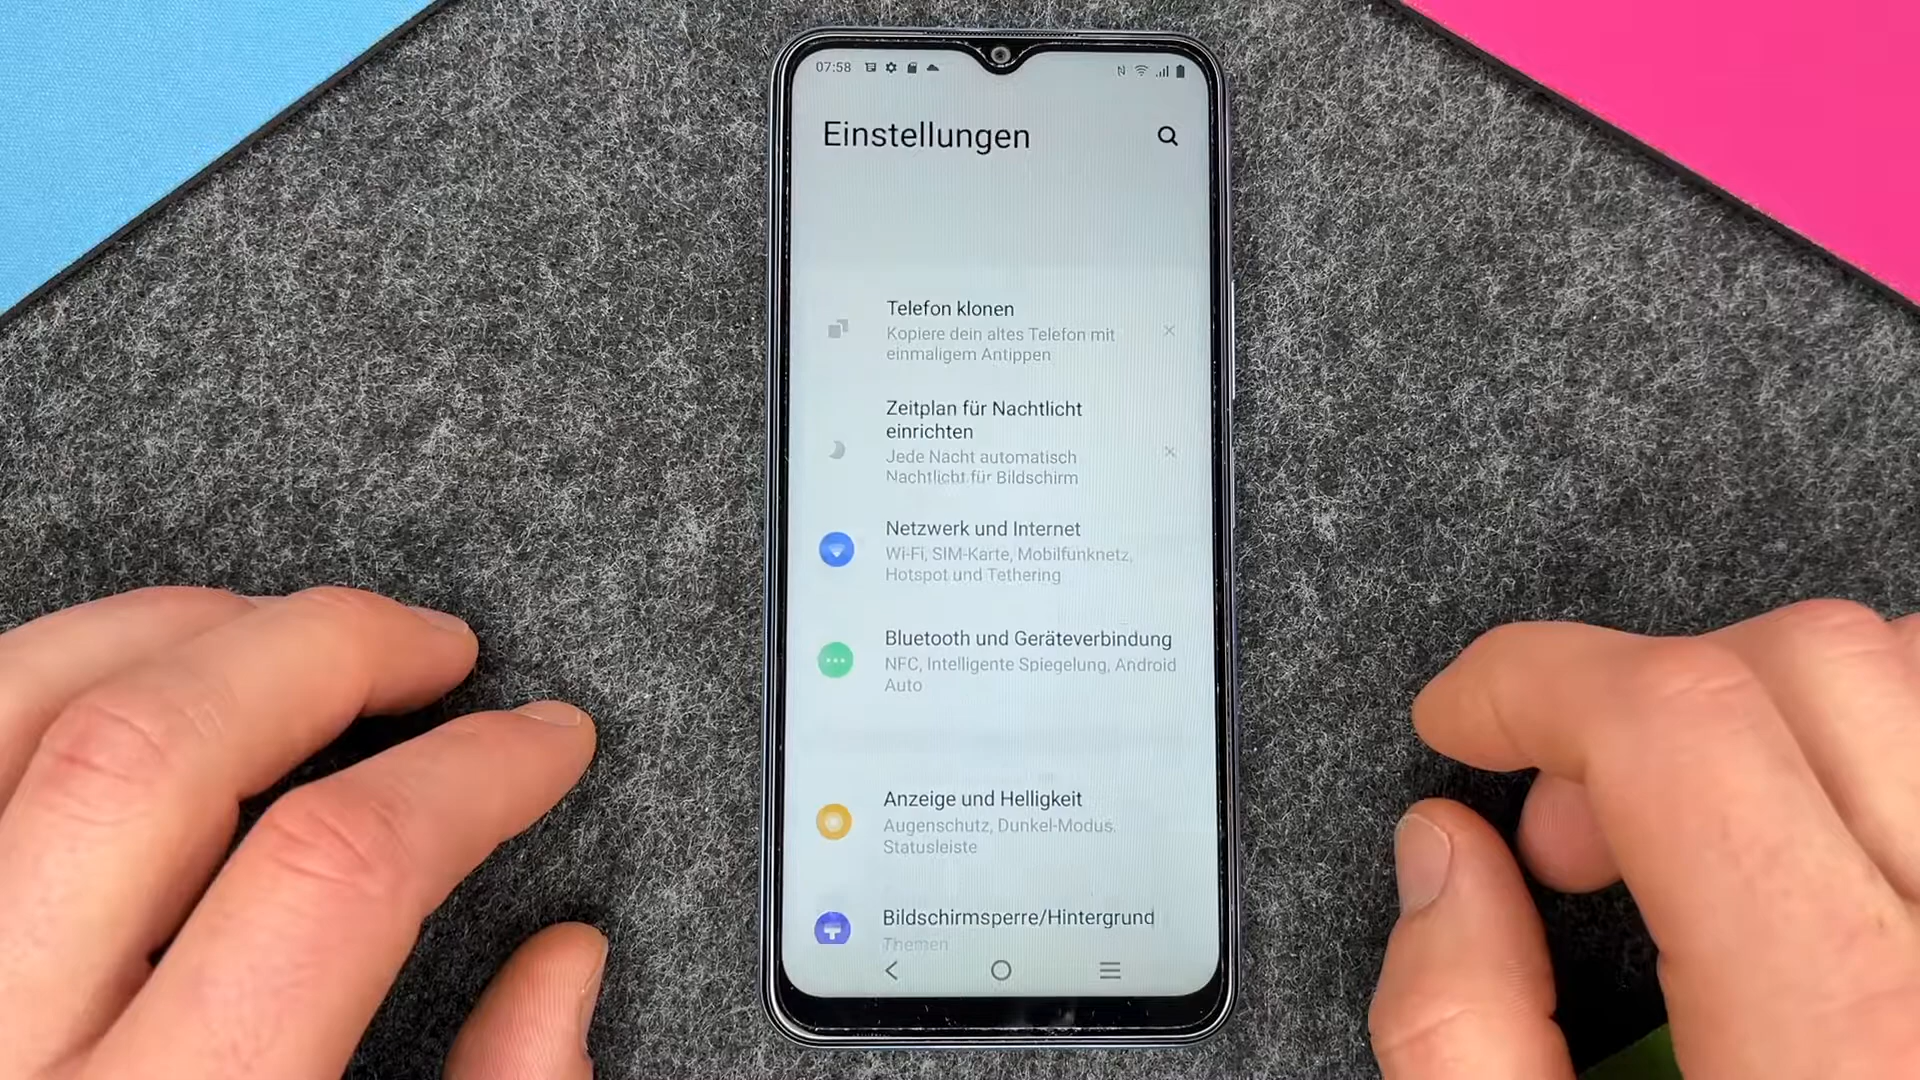 07:58
Einstellungen
Telefon klonen
Kopiere dein altes Telefon mit
einmaligem Antippen
Zeitplan für Nachtlicht
einrichten
Jede Nacht automatisch
Nachtlicht für Bildschirm
Netzwerk und Internet
Wi-Fi, SIM-Karte, Mobilfunknetz,
Hotspot und Tethering
Bluetooth und Geräteverbindung
NFC, Intelligente Spiegelung, Android
Auto
Anzeige und Helligkeit
Augenschutz, Dunkel-Modus,
Statusleiste
Bildschirmsperre/Hintergrund
Themen